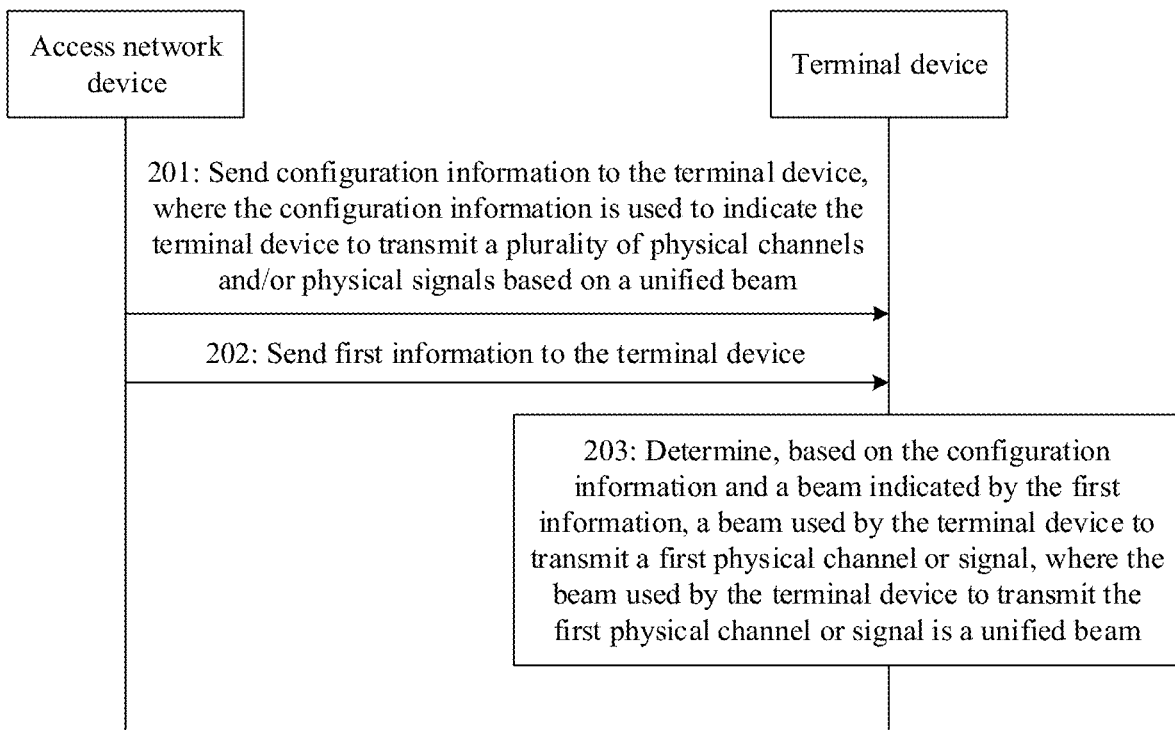 Access network
device
Terminal device
201: Send configuration information to the terminal device,
where the configuration information is used to indicate the
terminal device to transmit a plurality of physical channels
and/or physical signals based on a unified beam
202: Send first information to the terminal device
203: Determine, based on the configuration
information and a beam indicated by the first
information, a beam used by the terminal device to
transmit a first physical channel or signal, where the
beam used by the terminal device to transmit the
first physical channel or signal is a unified beam